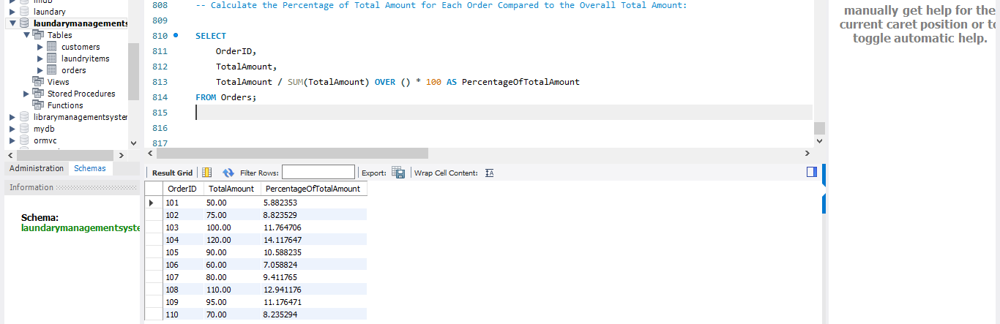 imdb
laundary
laundarymanagements
Tables
customers
laundryitems
orders
Views
Stored Procedures
Functions
librarymanagementsyster
mydb
ormvc
Administration Schemas
Information
Schema:
laundarymanagementsyste
808 -- Calculate the Percentage of Total Amount for Each Order Compared to the Overall Total Amount:
809
810 SELECT
811 OrderID,
812 TotalAmount,
813 TotalAmount / SUM(TotalAmount) OVER () * 100 AS PercentageOfTotalAmount
814 FROM Orders;
815
816
817
Result Grid Filter Rows: Export: Wrap Cell Content:
OrderID TotalAmount PercentageOfTotalAmount
101 50.00 5.882353
102 75.00 8.823529
103 100.00 11.764706
104 120.00 14.117647
105 90.00 10.588235
106 60.00 7.058824
107 80.00 9.411765
108 110.00 12.941176
109 95.00 11.176471
110 70.00 8.235294
manually get help for the
current caret position or to
toggle automatic help.